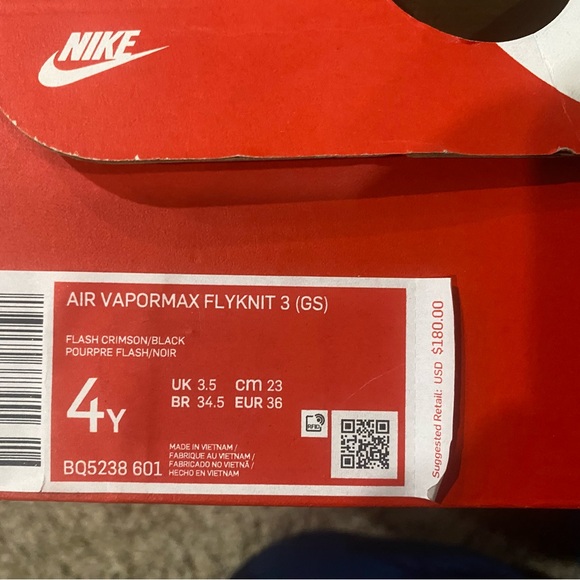 NIKE
AIR VAPORMAX FLYKNIT 3 (GS)
FLASH CRIMSON/BLACK
POURPRE FLASH/NOIR
4Y
UK 3.5 cm 23
BR 34.5 EUR 36
RFID
BQ5238 601
MADE IN VIETNAM /
FABRIQUE AU VIETNAM /
FABRICADO NO VIETNÃ /
HECHO EN VIETNAM
Suggested Retail: USD $180.00